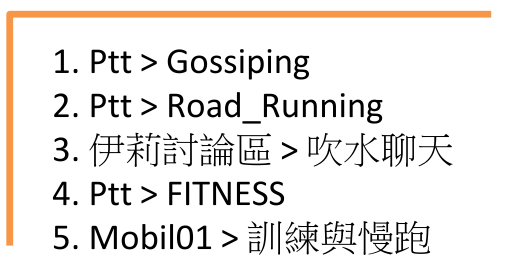 1. Ptt > Gossiping
2. Ptt > Road_Running
3. 伊莉討論區 > 吹水聊天
4. Ptt > FITNESS
5. Mobil01 > 訓練與慢跑